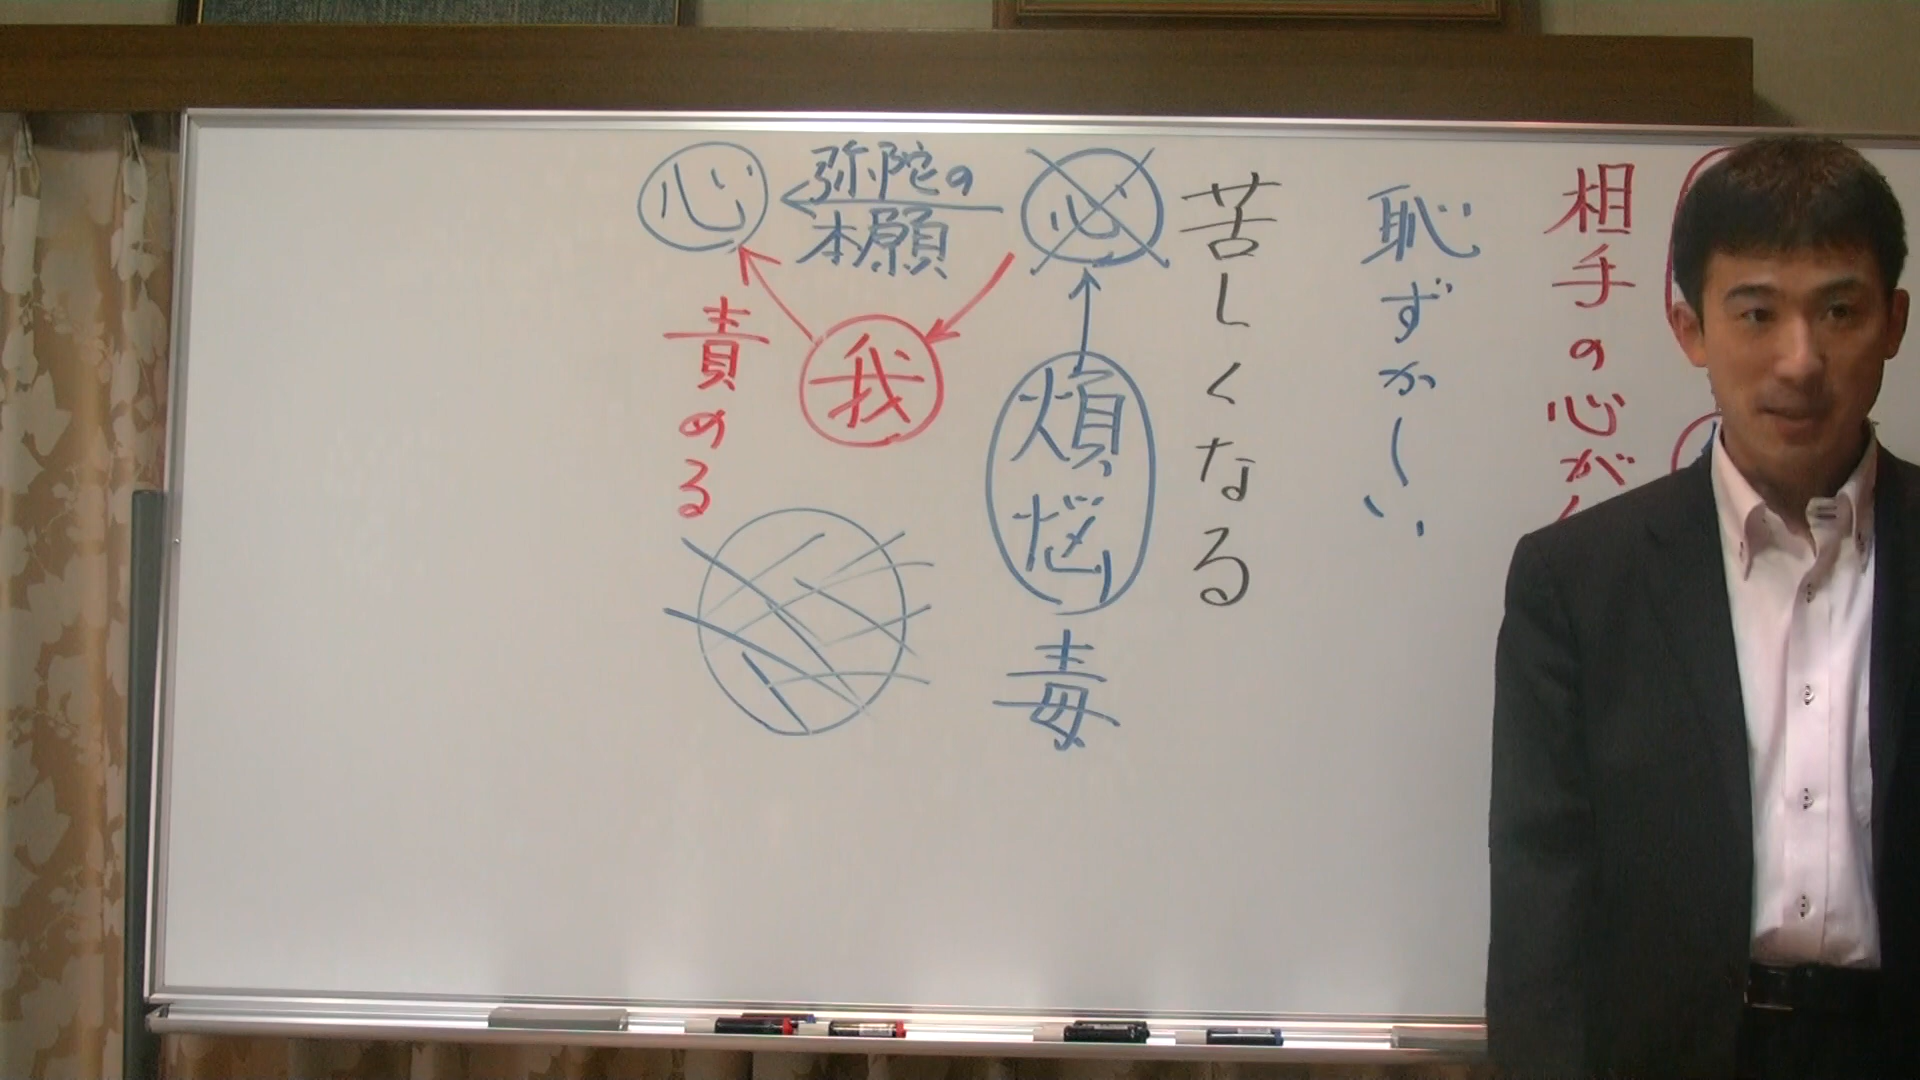 相手の心が
恥ずかしい
苦しくなる
心
煩悩
毒
弥陀の
本願
我
心
責める